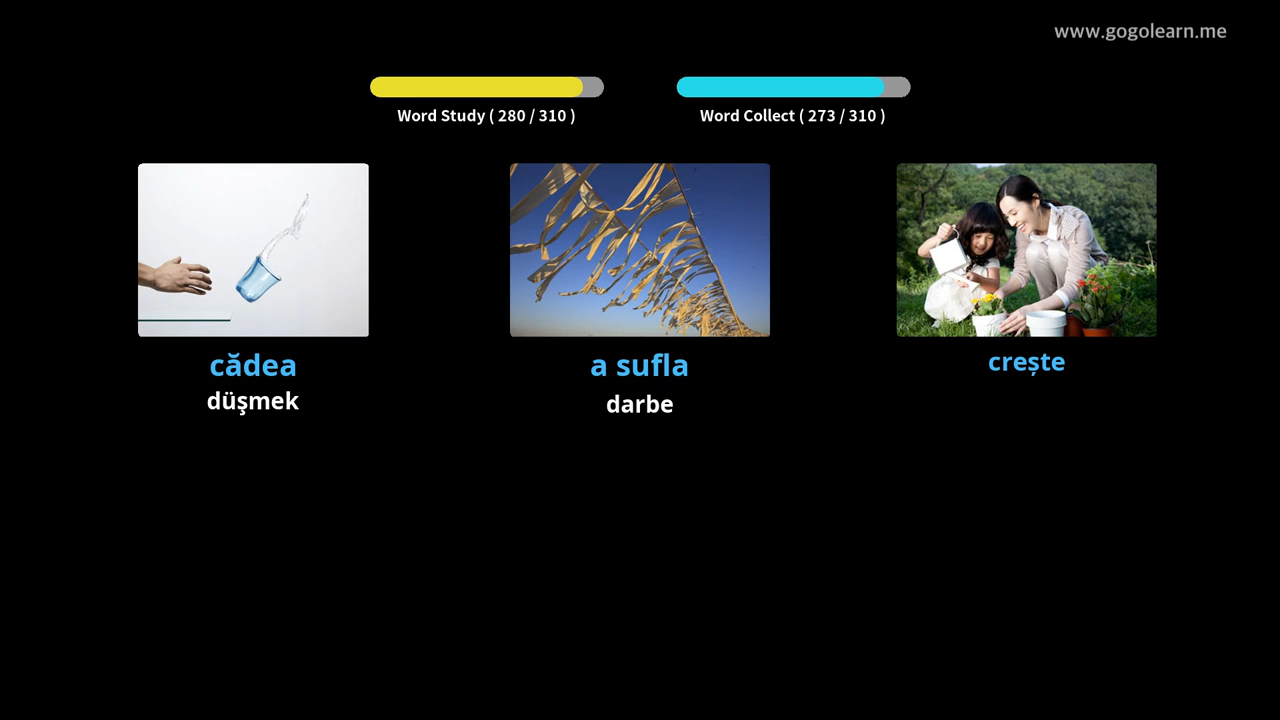 www.gogolearn.me
Word Study ( 280 / 310 )
Word Collect ( 273 / 310 )
cădea
düşmek
a sufla
darbe
crește